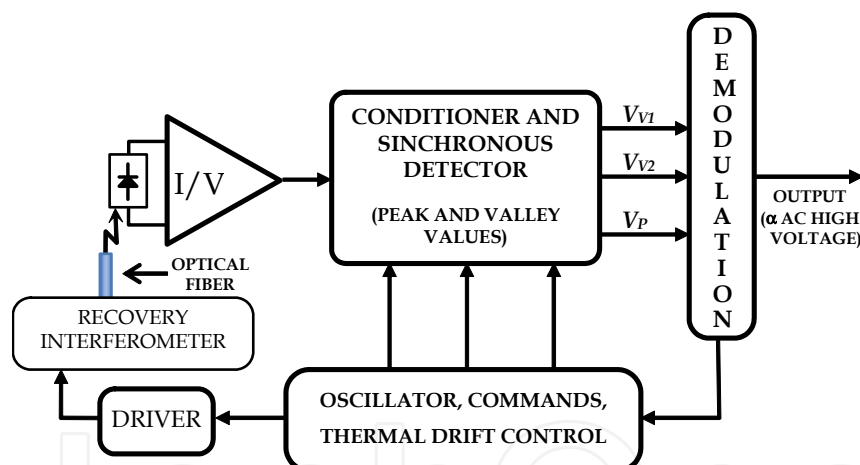 I/V
CONDITIONER AND
SINCHRONOUS
DETECTOR
(PEAK AND VALLEY
VALUES)
VV1
VV2
VP
DEMODULATION
OUTPUT
(α AC HIGH
VOLTAGE)
OPTICAL
FIBER
RECOVERY
INTERFEROMETER
DRIVER
OSCILLATOR, COMMANDS,
THERMAL DRIFT CONTROL